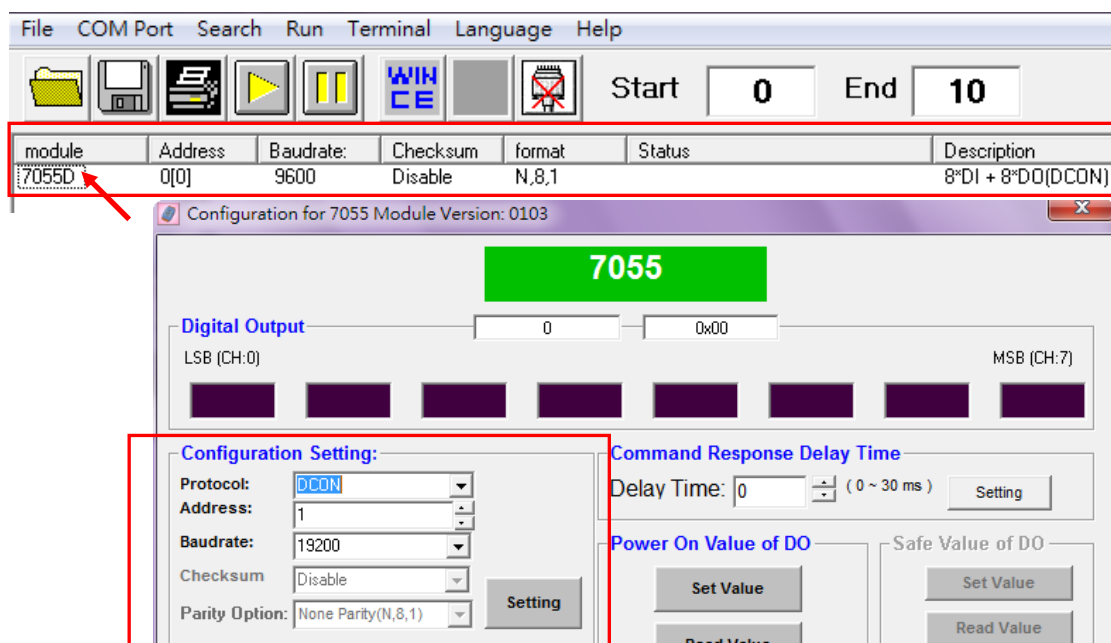 File COM Port Search Run Terminal Language Help
WIN CE Start 0 End 10
module Address Baudrate: Checksum format Status Description
7055D 0[0] 9600 Disable N,8,1 8*DI + 8*DO(DCON)
Configuration for 7055 Module Version: 0103
7055
Digital Output 0 0x00
LSB (CH:0) MSB (CH:7)
Configuration Setting: Command Response Delay Time
Protocol: DCON Delay Time: 0 ( 0 ~ 30 ms ) Setting
Address: 1
Baudrate: 19200 Power On Value of DO Safe Value of DO
Checksum Disable Set Value Set Value
Parity Option: None Parity(N,8,1) Setting
Read Value Read Value